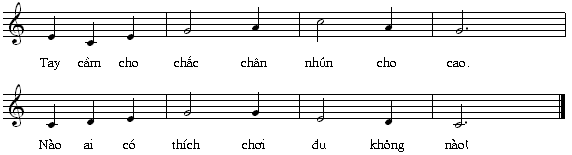 Tay cầm cho chắc chân nhún cho cao.
Nào ai có thích chơi đu không nào!